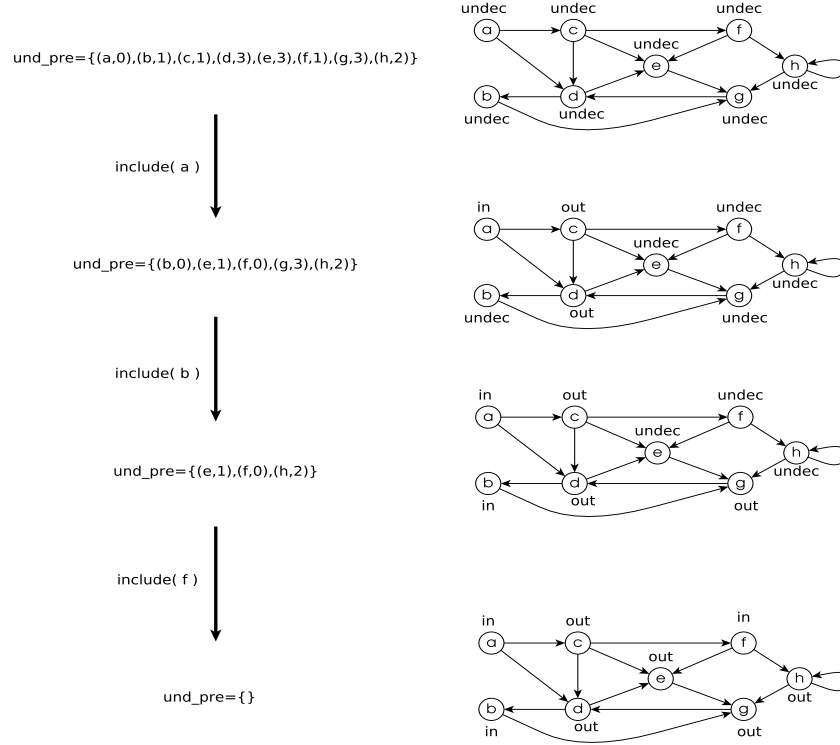 undec undec undec
a c f
und_pre={(a,0),(b,1),(c,1),(d,3),(e,3),(f,1),(g,3),(h,2)}
undec
e h
undec
b d g
undec undec undec
include( a )
in out undec
a c f
undec
und_pre={(b,0),(e,1),(f,0),(g,3),(h,2)}
e h
undec
b d g
undec out undec
include( b )
in out undec
a c f
undec
e h
und_pre={(e,1),(f,0),(h,2)}
undec
b d g
in out out
include( f )
in out in
a c f
out
e h
out
und_pre={}
b d g
in out out